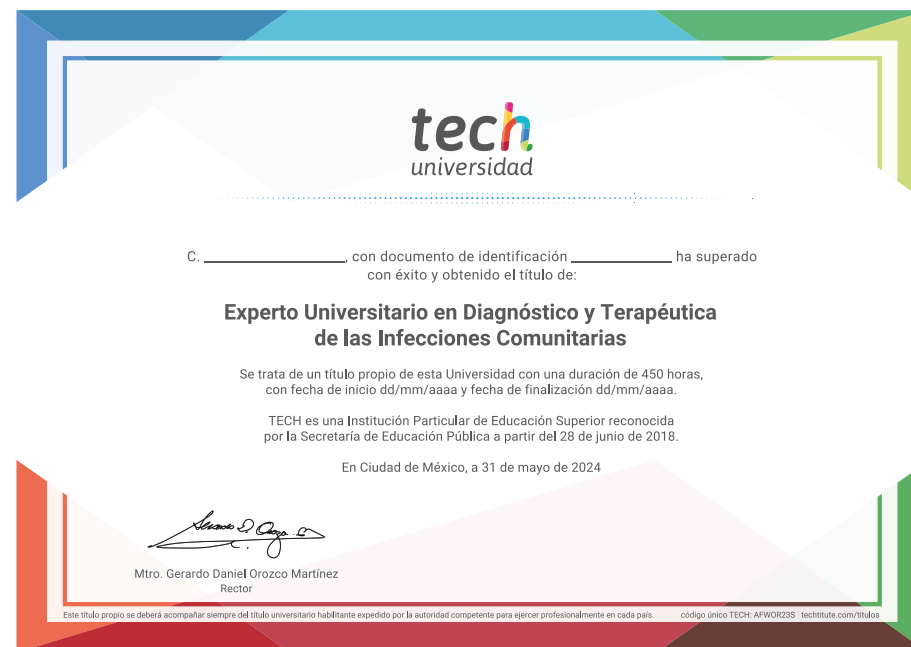 tech
universidad
C. ____________, con documento de identificación ____________ ha superado
con éxito y obtenido el título de:
Experto Universitario en Diagnóstico y Terapéutica
de las Infecciones Comunitarias
Se trata de un título propio de esta Universidad con una duración de 450 horas,
con fecha de inicio dd/mm/aaaa y fecha de finalización dd/mm/aaaa.
TECH es una Institución Particular de Educación Superior reconocida
por la Secretaría de Educación Pública a partir del 28 de junio de 2018.
En Ciudad de México, a 31 de mayo de 2024
Mtro. Gerardo Daniel Orozco Martínez
Rector
Este título propio se deberá acompañar siempre del título universitario habilitante expedido por la autoridad competente para ejercer profesionalmente en cada país. código único TECH: AFWOR23S techtitute.com/titulos